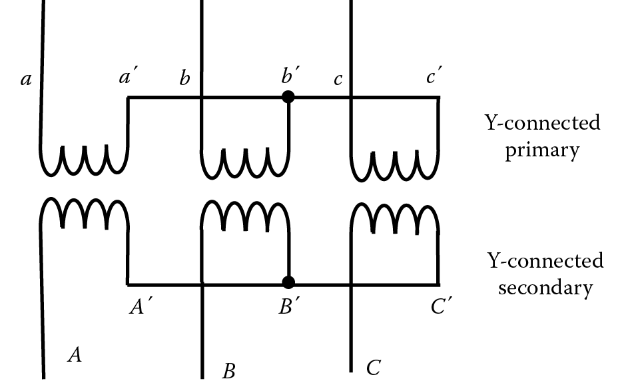 a
a´
b
b´
c
c´
Y-connected
primary
Y-connected
secondary
A´
B´
C´
A
B
C